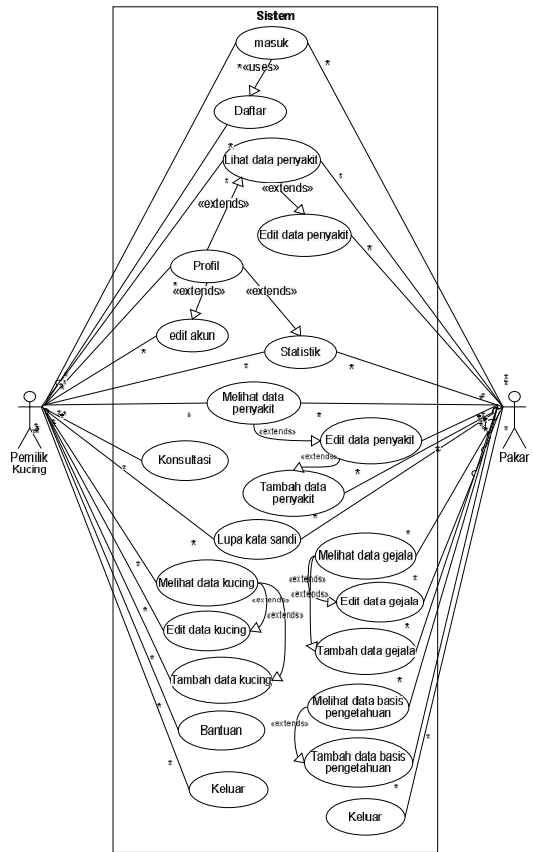 Sistem
masuk
*«uses»
*
Daftar
*
Lihat data penyakit
*
*
«extends»
«extends»
Edit data penyakit
*
Profil
*
«extends»
«extends»
edit akun
*
Statistik
*
*
Melihat data
penyakit
*
*
«extends»
Edit data penyakit
Pemilik
Kucing
Pakar
Konsultasi
*
«extends»
Tambah data
penyakit
*
*
Lupa kata sandi
*
*
Melihat data gejala
*
Melihat data kucing
*
«extends»
«extends»
*
«extends»
«extends»
Edit data gejala
Edit data kucing
*
*
Tambah data gejala
Tambah data kucing
*
*
Melihat data basis
pengetahuan
*
Bantuan
«extends»
*
Tambah data basis
pengetahuan
*
Keluar
*
Keluar